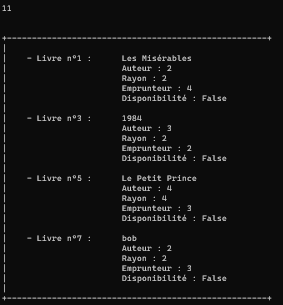 11
+--------------------------------------------------+
|
|    - Livre n°1 :      Les Misérables
|                       Auteur : 2
|                       Rayon : 2
|                       Emprunteur : 4
|                       Disponibilité : False
|
|    - Livre n°3 :      1984
|                       Auteur : 3
|                       Rayon : 2
|                       Emprunteur : 2
|                       Disponibilité : False
|
|    - Livre n°5 :      Le Petit Prince
|                       Auteur : 4
|                       Rayon : 4
|                       Emprunteur : 3
|                       Disponibilité : False
|
|    - Livre n°7 :      bob
|                       Auteur : 2
|                       Rayon : 2
|                       Emprunteur : 3
|                       Disponibilité : False
|
+--------------------------------------------------+